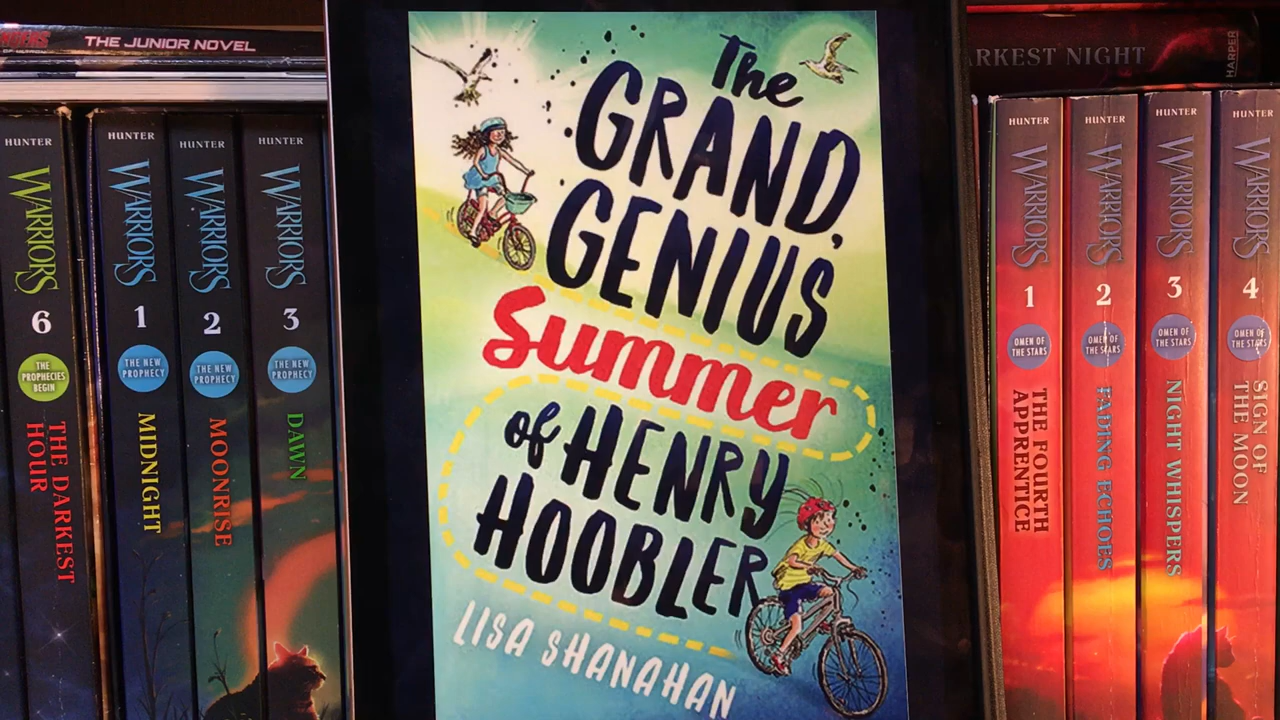 THE JUNIOR NOVEL
HUNTER
WARRIORS
6
THE
PROPHECIES
BEGIN
THE DARKEST
HOUR
HUNTER
WARRIORS
1
THE NEW
PROPHECY
MIDNIGHT
HUNTER
WARRIORS
2
THE NEW
PROPHECY
MOONRISE
HUNTER
WARRIORS
3
THE NEW
PROPHECY
DAWN
The
GRAND,
GENIUS
Summer
of HENRY
HOOBLER
LISA SHANAHAN
ARKEST NIGHT
HARPER
HUNTER
WARRIORS
1
OMEN OF
THE STARS
THE FOURTH
APPRENTICE
HUNTER
WARRIORS
2
OMEN OF
THE STARS
FADING ECHOES
HUNTER
WARRIORS
3
OMEN OF
THE STARS
NIGHT WHISPERS
HUNTER
WARRIORS
4
OMEN OF
THE STARS
SIGN OF
THE MOON